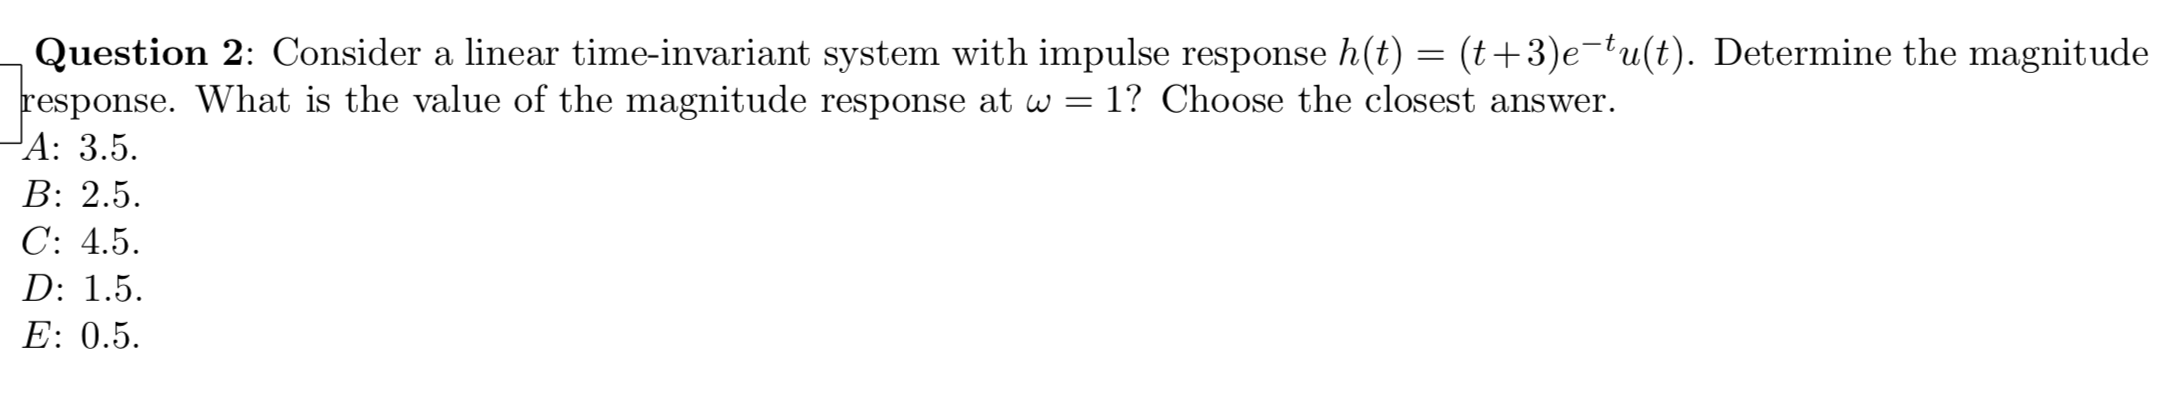 Question 2: Consider a linear time-invariant system with impulse response h(t) = (t+3)e^{-t}u(t). Determine the magnitude
response. What is the value of the magnitude response at ω = 1? Choose the closest answer.
A: 3.5.
B: 2.5.
C: 4.5.
D: 1.5.
E: 0.5.